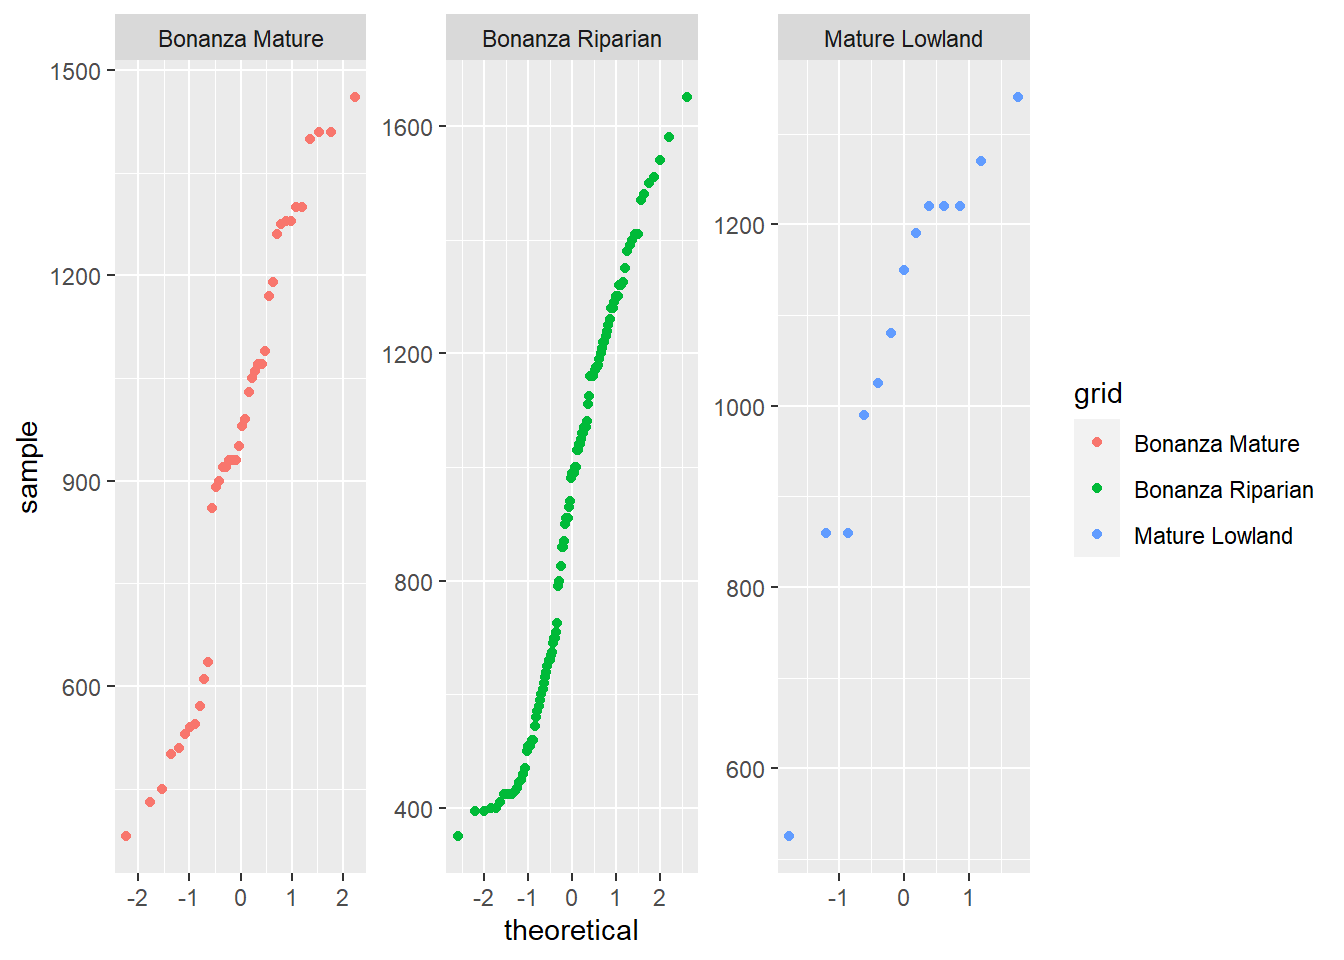 Bonanza Mature
Bonanza Riparian
Mature Lowland
1500
1200
900
600
1600
1200
800
400
1200
1000
800
600
sample
-2 -1 0 1 2
-2 -1 0 1 2
-1 0 1
theoretical
grid
Bonanza Mature
Bonanza Riparian
Mature Lowland